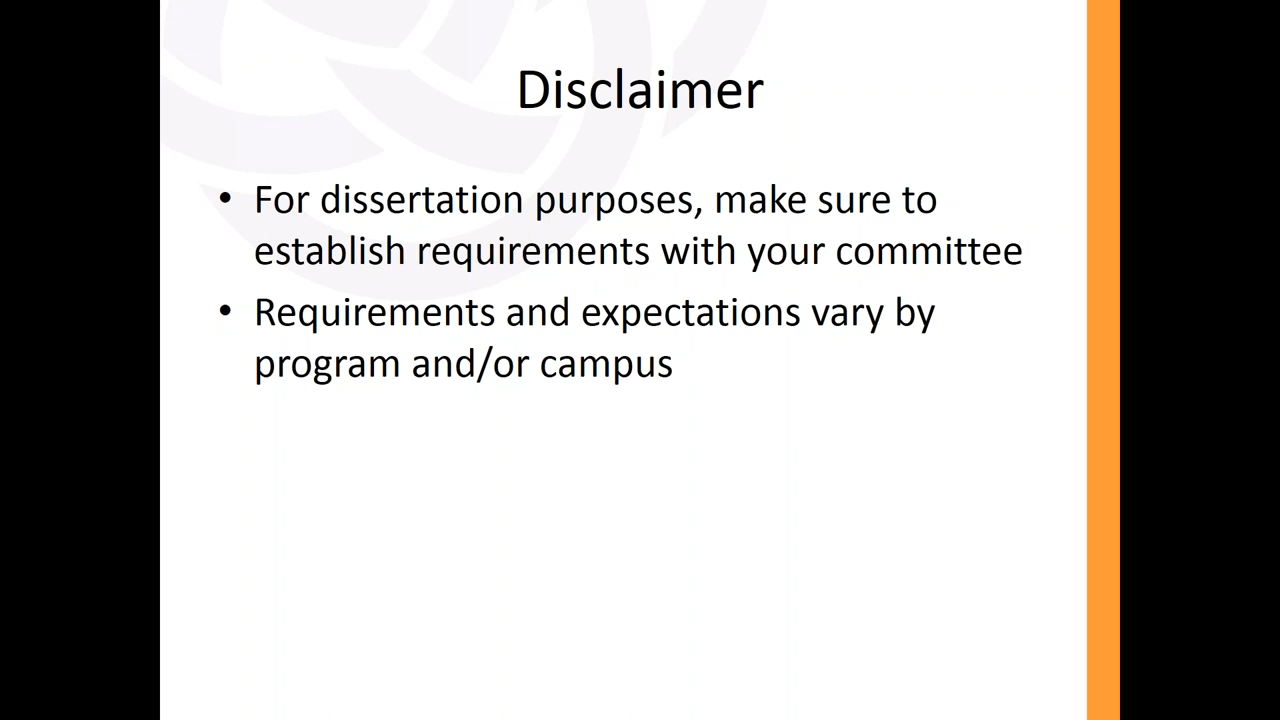 Disclaimer
• For dissertation purposes, make sure to
establish requirements with your committee
• Requirements and expectations vary by
program and/or campus